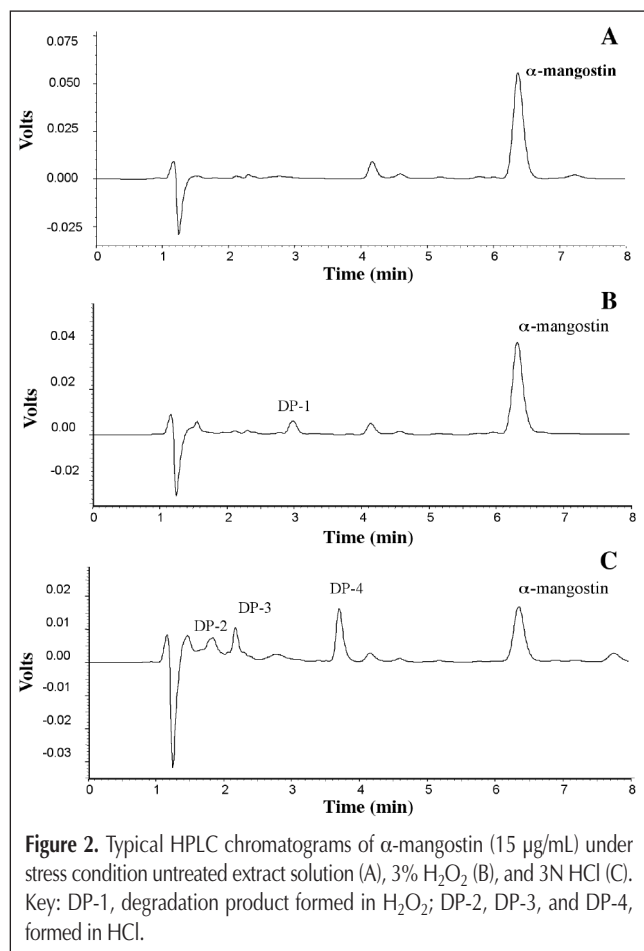 A
α-mangostin
0.075
0.050
0.025
0.000
-0.025
Volts
0 1 2 3 4 5 6 7 8
Time (min)
B
α-mangostin
0.04
0.02
0.00
-0.02
Volts
DP-1
0 1 2 3 4 5 6 7 8
Time (min)
C
α-mangostin
0.02
0.01
0.00
-0.01
-0.02
-0.03
Volts
DP-2
DP-3
DP-4
0 1 2 3 4 5 6 7 8
Time (min)
Figure 2. Typical HPLC chromatograms of α-mangostin (15 µg/mL) under
stress condition untreated extract solution (A), 3% H₂O₂ (B), and 3N HCl (C).
Key: DP-1, degradation product formed in H₂O₂; DP-2, DP-3, and DP-4,
formed in HCl.